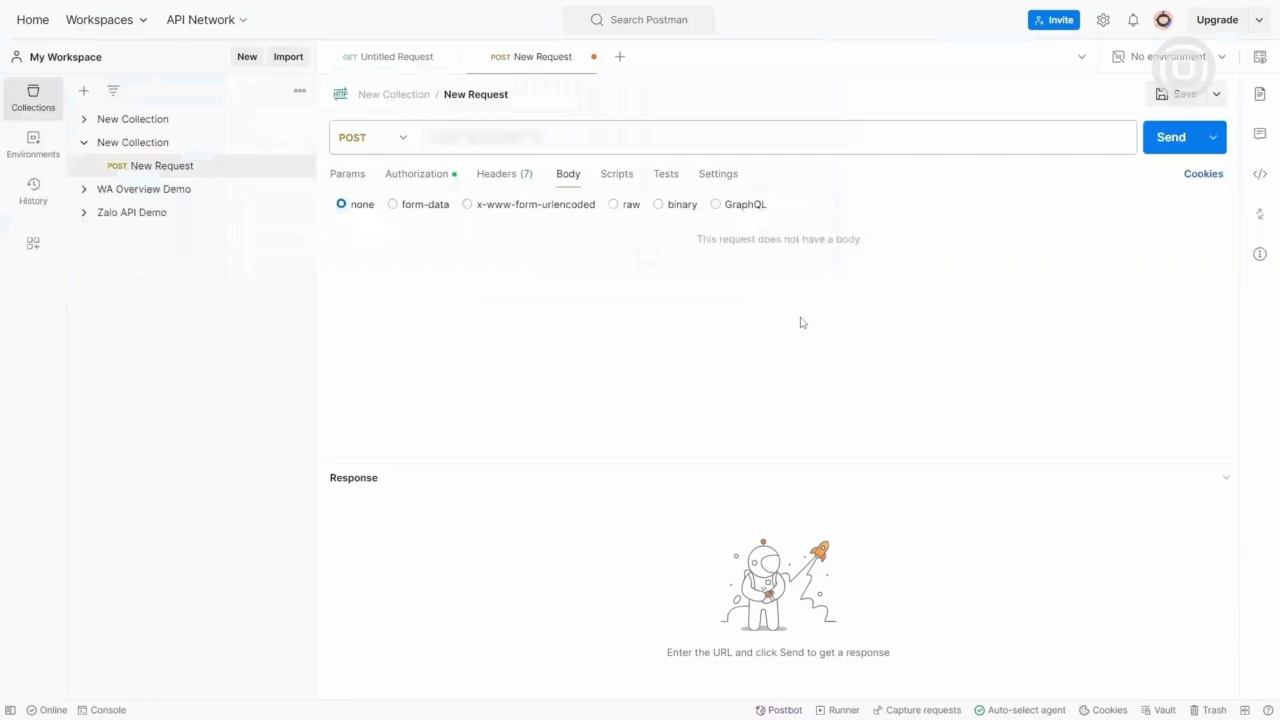 Home Workspaces API Network Search Postman Invite Upgrade
My Workspace New Import GET Untitled Request POST New Request No environment
Collections
Environments
History
New Collection
New Collection
POST New Request
WA Overview Demo
Zalo API Demo
HTTP New Collection / New Request Save
POST Send
Params Authorization Headers (7) Body Scripts Tests Settings Cookies
none form-data x-www-form-urlencoded raw binary GraphQL
This request does not have a body
Response
Enter the URL and click Send to get a response
Online Console Postbot Runner Capture requests Auto-select agent Cookies Vault Trash